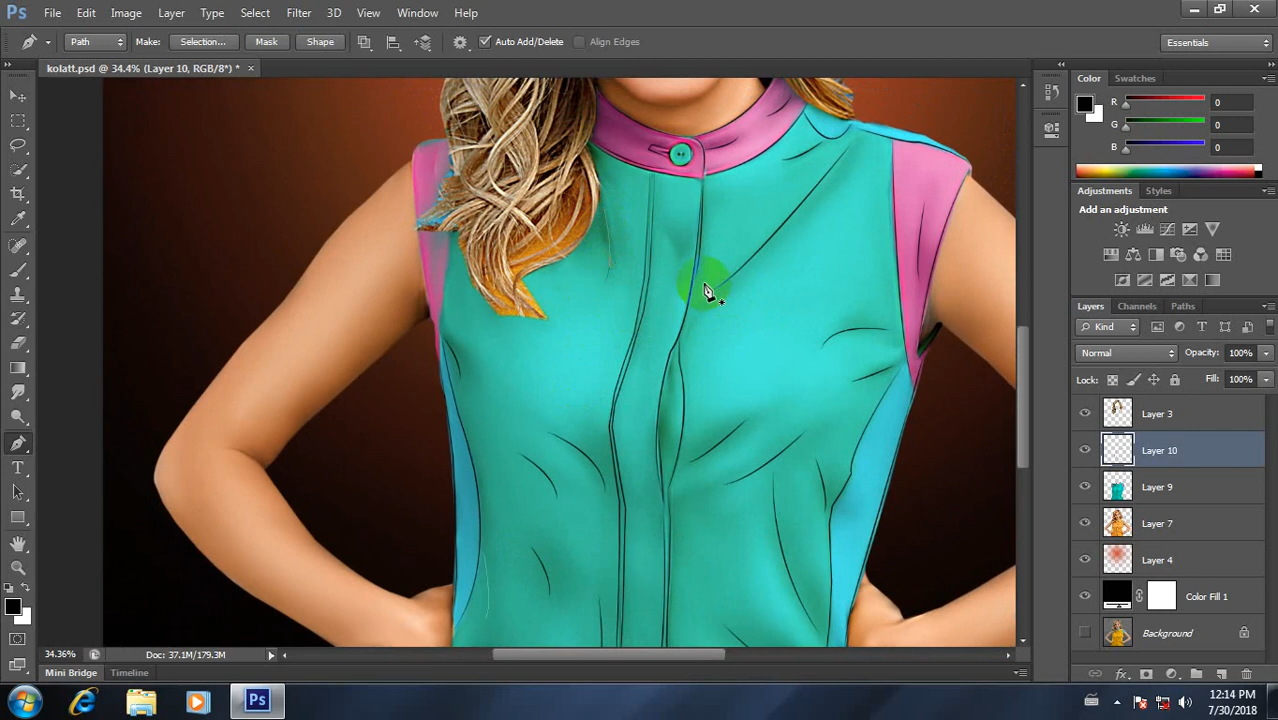 Ps File Edit Image Layer Type Select Filter 3D View Window Help
Path Make: Selection... Mask Shape Auto Add/Delete Align Edges Essentials
kolatt.psd @ 34.4% (Layer 10, RGB/8*) * ×
Color Swatches
R 0
G 0
B 0
Adjustments Styles
Add an adjustment
Layers Channels Paths
Kind
Normal Opacity: 100%
Lock: Fill: 100%
Layer 3
Layer 10
Layer 9
Layer 7
Layer 4
Color Fill 1
Background
34.36% Doc: 37.1M/179.3M
Mini Bridge Timeline
Ps 12:14 PM
7/30/2018